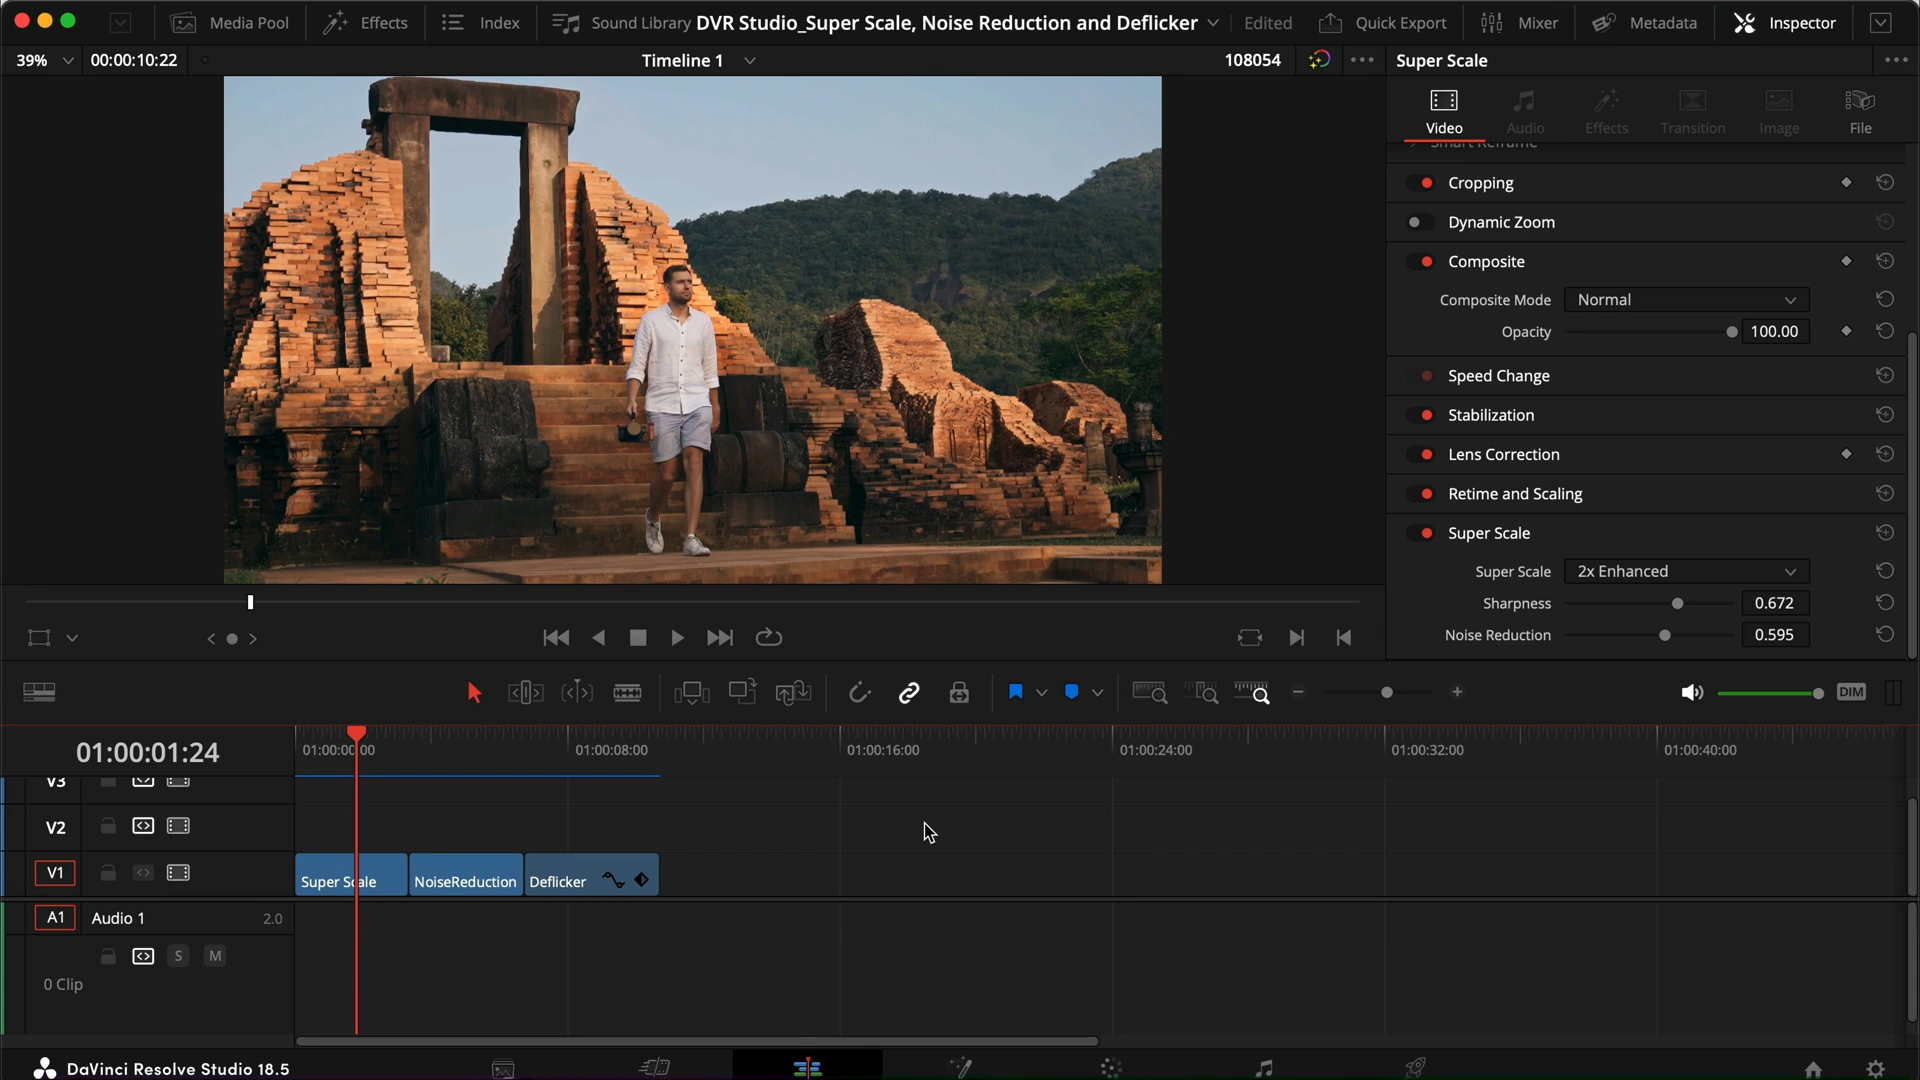 Media Pool
Effects
Index
Sound Library
DVR Studio_Super Scale, Noise Reduction and Deflicker
Edited
Quick Export
Mixer
Metadata
Inspector
39%
00:00:10:22
Timeline 1
108054
Super Scale
Video
Audio
Effects
Transition
Image
File
Smart Reframe
Cropping
Dynamic Zoom
Composite
Composite Mode
Normal
Opacity
100.00
Speed Change
Stabilization
Lens Correction
Retime and Scaling
Super Scale
Super Scale
2x Enhanced
Sharpness
0.672
Noise Reduction
0.595
DIM
01:00:01:24
01:00:00:00
01:00:08:00
01:00:16:00
01:00:24:00
01:00:32:00
01:00:40:00
V3
V2
V1
Super Scale
NoiseReduction
Deflicker
A1
Audio 1
2.0
S
M
0 Clip
DaVinci Resolve Studio 18.5